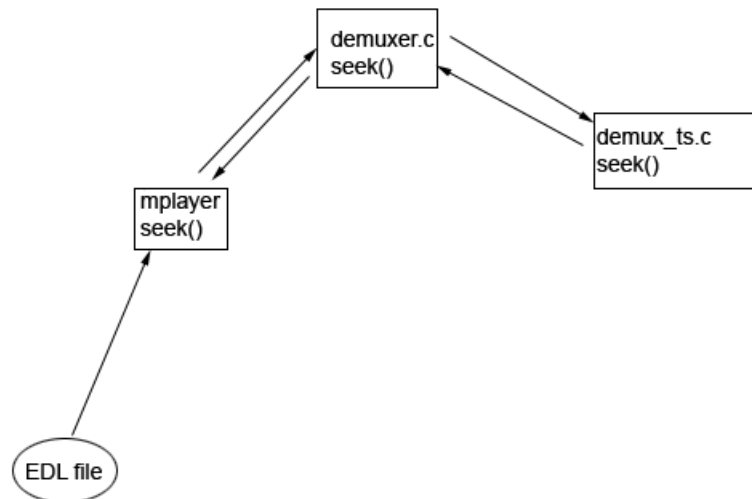 demuxer.c
seek()
demux_ts.c
seek()
mplayer
seek()
EDL file